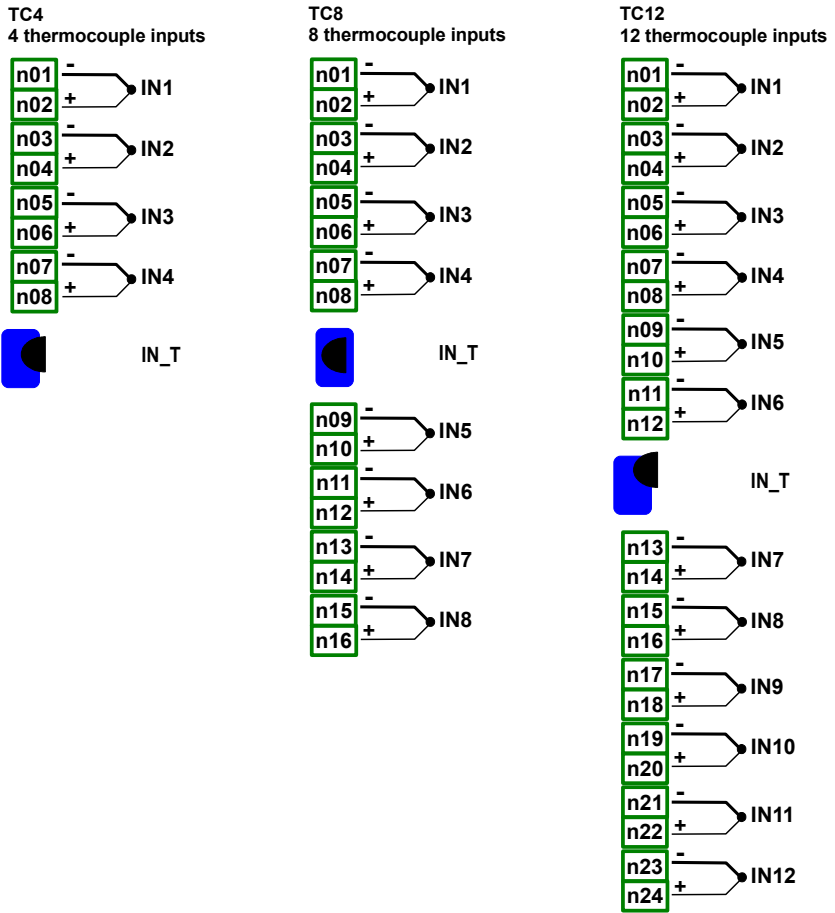 TC4
4 thermocouple inputs
n01 - IN1
n02 +
n03 - IN2
n04 +
n05 - IN3
n06 +
n07 - IN4
n08 +
IN_T
TC8
8 thermocouple inputs
n01 - IN1
n02 +
n03 - IN2
n04 +
n05 - IN3
n06 +
n07 - IN4
n08 +
IN_T
n09 - IN5
n10 +
n11 - IN6
n12 +
n13 - IN7
n14 +
n15 - IN8
n16 +
TC12
12 thermocouple inputs
n01 - IN1
n02 +
n03 - IN2
n04 +
n05 - IN3
n06 +
n07 - IN4
n08 +
n09 - IN5
n10 +
n11 - IN6
n12 +
IN_T
n13 - IN7
n14 +
n15 - IN8
n16 +
n17 - IN9
n18 +
n19 - IN10
n20 +
n21 - IN11
n22 +
n23 - IN12
n24 +